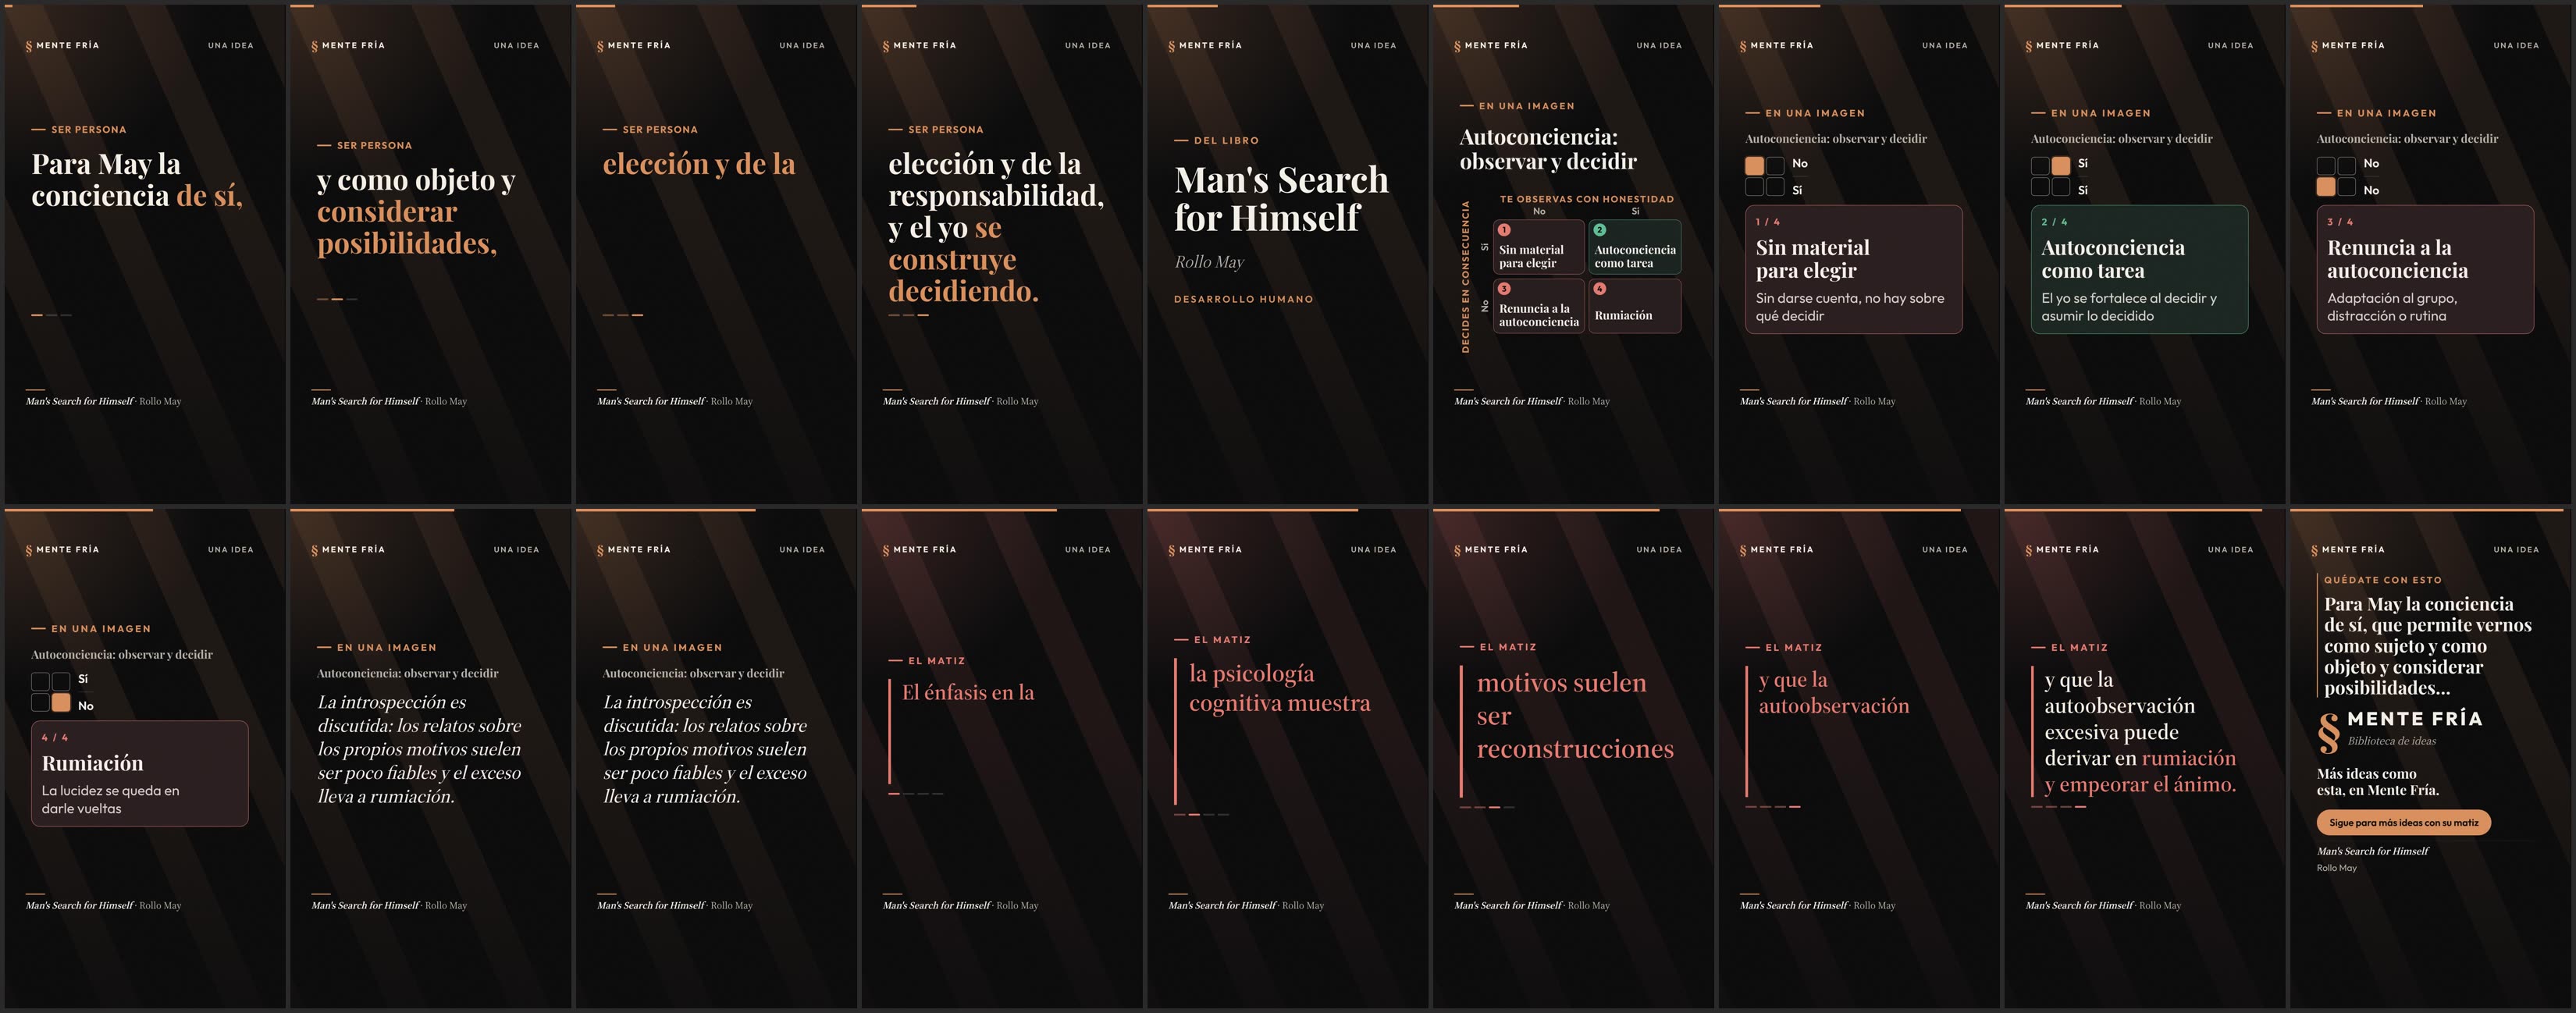 § MENTE FRÍA
UNA IDEA
SER PERSONA
Para May la
conciencia de sí,
Man's Search for Himself · Rollo May
§ MENTE FRÍA
UNA IDEA
SER PERSONA
y como objeto y
considerar
posibilidades,
Man's Search for Himself · Rollo May
§ MENTE FRÍA
UNA IDEA
SER PERSONA
elección y de la
Man's Search for Himself · Rollo May
§ MENTE FRÍA
UNA IDEA
SER PERSONA
elección y de la
responsabilidad,
y el yo se
construye
decidiendo.
Man's Search for Himself · Rollo May
§ MENTE FRÍA
UNA IDEA
DEL LIBRO
Man's Search
for Himself
Rollo May
DESARROLLO HUMANO
§ MENTE FRÍA
UNA IDEA
EN UNA IMAGEN
Autoconciencia:
observar y decidir
TE OBSERVAS CON HONESTIDAD
No
Sí
DECIDES EN CONSECUENCIA
Sí
No
1
Sin material
para elegir
2
Autoconciencia
como tarea
3
Renuncia a la
autoconciencia
4
Rumiación
Man's Search for Himself · Rollo May
§ MENTE FRÍA
UNA IDEA
EN UNA IMAGEN
Autoconciencia: observar y decidir
No
Sí
1 / 4
Sin material
para elegir
Sin darse cuenta, no hay sobre
qué decidir
Man's Search for Himself · Rollo May
§ MENTE FRÍA
UNA IDEA
EN UNA IMAGEN
Autoconciencia: observar y decidir
Sí
Sí
2 / 4
Autoconciencia
como tarea
El yo se fortalece al decidir y
asumir lo decidido
Man's Search for Himself · Rollo May
§ MENTE FRÍA
UNA IDEA
EN UNA IMAGEN
Autoconciencia: observar y decidir
No
No
3 / 4
Renuncia a la
autoconciencia
Adaptación al grupo,
distracción o rutina
Man's Search for Himself · Rollo May
§ MENTE FRÍA
UNA IDEA
EN UNA IMAGEN
Autoconciencia: observar y decidir
Sí
No
4 / 4
Rumiación
La lucidez se queda en
darle vueltas
Man's Search for Himself · Rollo May
§ MENTE FRÍA
UNA IDEA
EN UNA IMAGEN
Autoconciencia: observar y decidir
La introspección es
discutida: los relatos sobre
los propios motivos suelen
ser poco fiables y el exceso
lleva a rumiación.
Man's Search for Himself · Rollo May
§ MENTE FRÍA
UNA IDEA
EN UNA IMAGEN
Autoconciencia: observar y decidir
La introspección es
discutida: los relatos sobre
los propios motivos suelen
ser poco fiables y el exceso
lleva a rumiación.
Man's Search for Himself · Rollo May
§ MENTE FRÍA
UNA IDEA
EL MATIZ
El énfasis en la
Man's Search for Himself · Rollo May
§ MENTE FRÍA
UNA IDEA
EL MATIZ
la psicología
cognitiva muestra
Man's Search for Himself · Rollo May
§ MENTE FRÍA
UNA IDEA
EL MATIZ
motivos suelen
ser
reconstrucciones
Man's Search for Himself · Rollo May
§ MENTE FRÍA
UNA IDEA
EL MATIZ
y que la
autoobservación
Man's Search for Himself · Rollo May
§ MENTE FRÍA
UNA IDEA
EL MATIZ
y que la
autoobservación
excesiva puede
derivar en rumiación
y empeorar el ánimo.
Man's Search for Himself · Rollo May
§ MENTE FRÍA
UNA IDEA
QUÉDATE CON ESTO
Para May la conciencia
de sí, que permite vernos
como sujeto y como
objeto y considerar
posibilidades...
§ MENTE FRÍA
Biblioteca de ideas
Más ideas como
esta, en Mente Fría.
Sigue para más ideas con su matiz
Man's Search for Himself
Rollo May